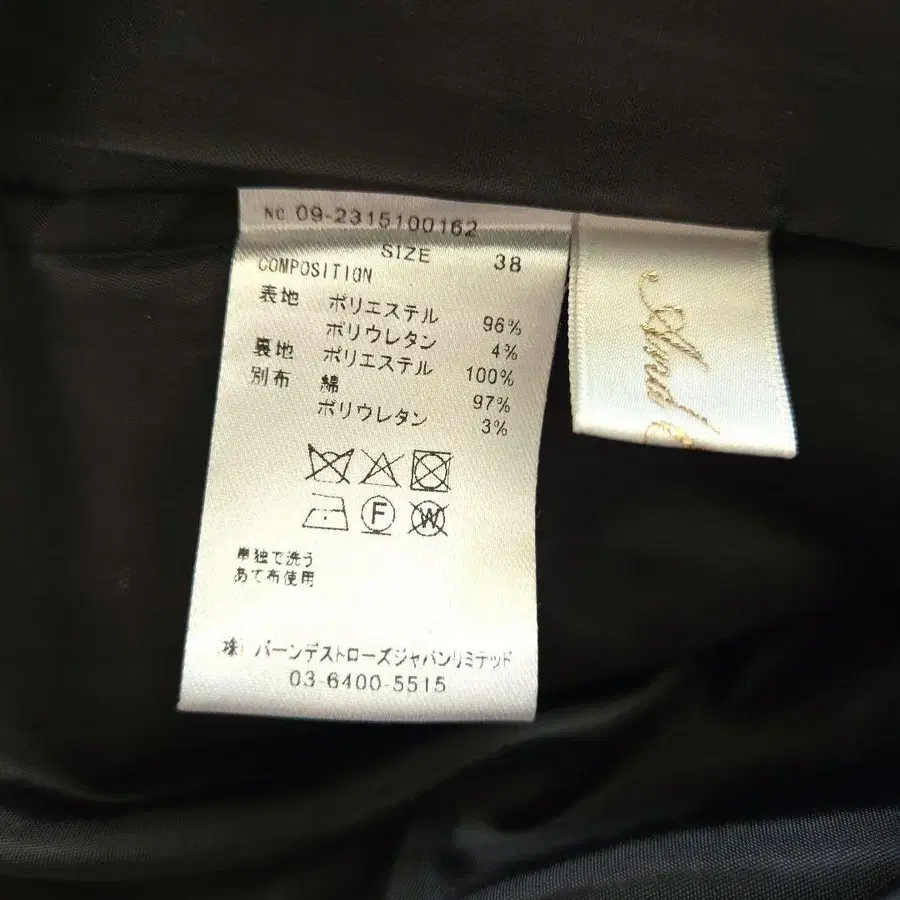 NO 09-2315100162
SIZE 38
COMPOSITION
表地 ポリエステル 96%
ポリウレタン 4%
裏地 ポリエステル 100%
別布 綿 97%
ポリウレタン 3%
F W
単独で洗う
あて布使用
(株) バーンデストローズジャパンリミテッド
03-6400-5515
And